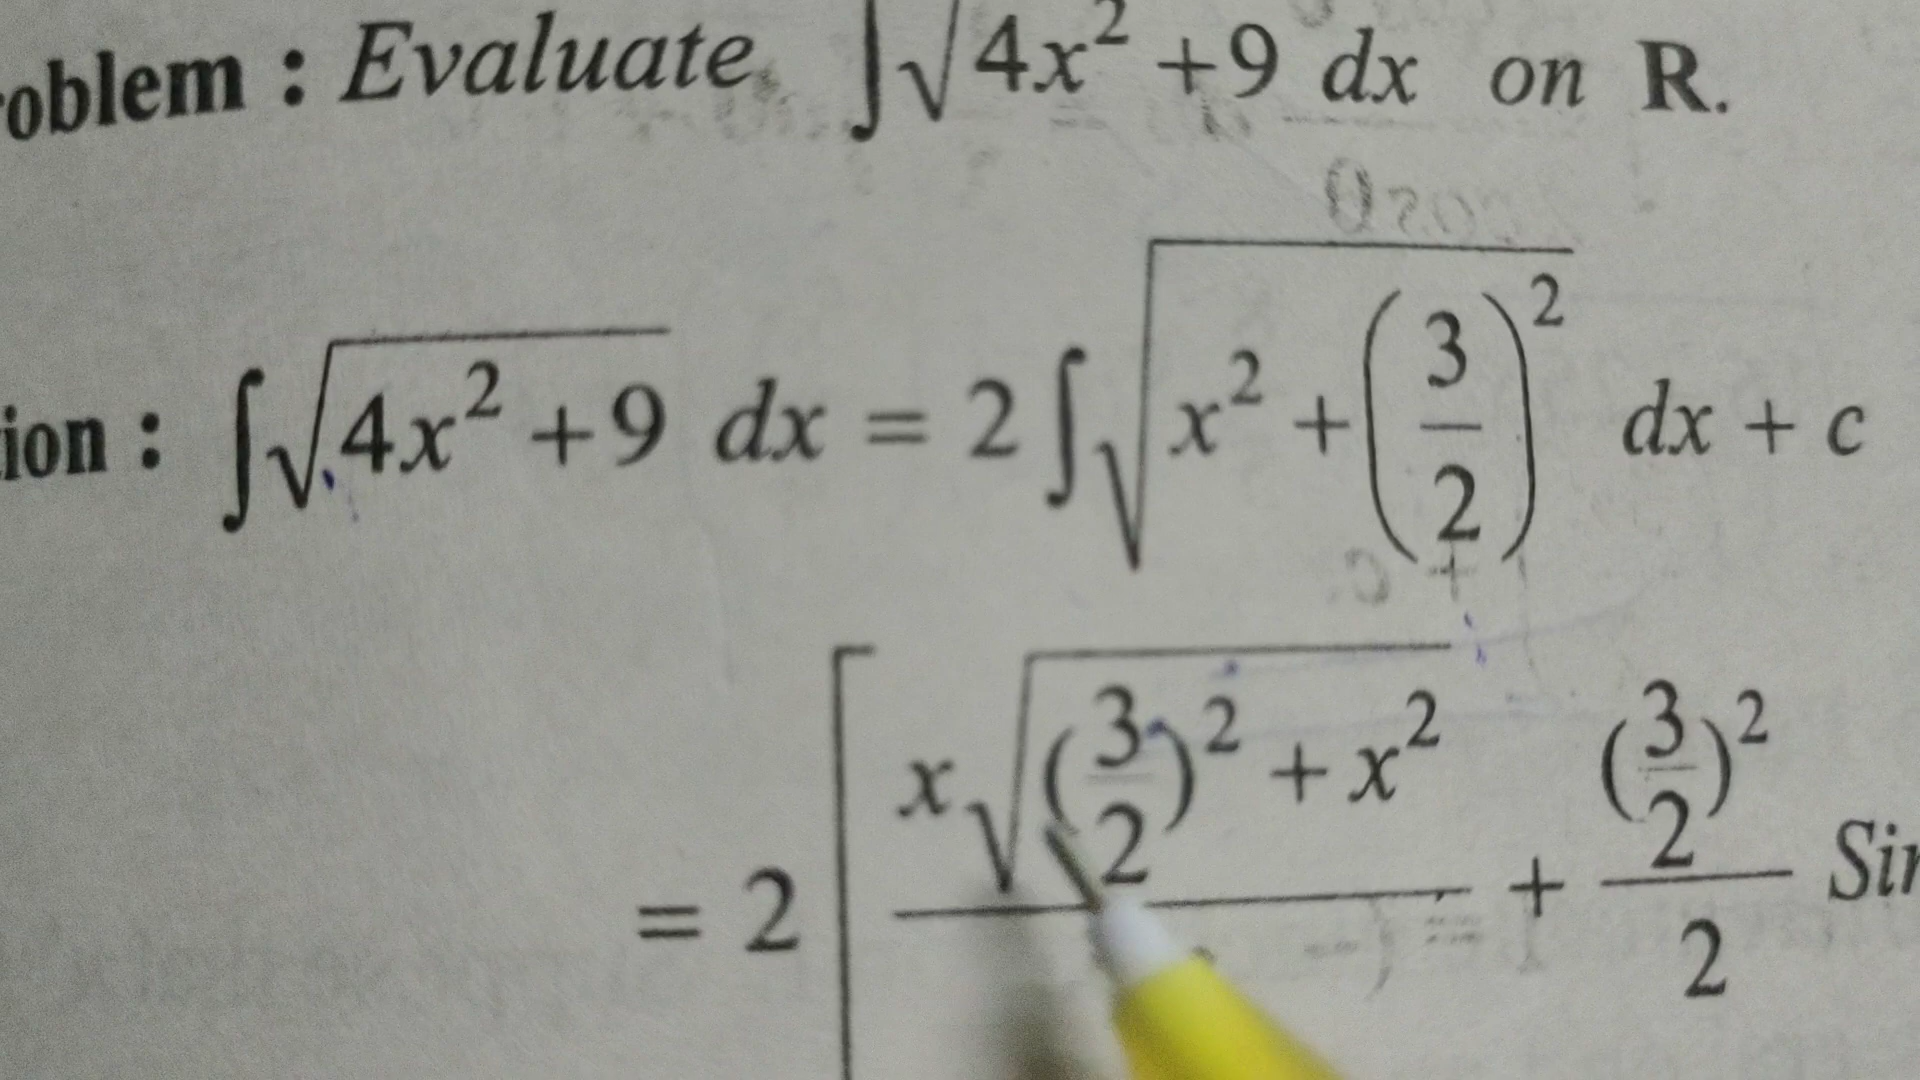 oblem : Evaluate ∫√4x² +9 dx on R.
ion : ∫√(4x² +9) dx = 2∫√(x² + (3/2)²) dx + c
= 2 [ x√((3/2)² + x²) + (3/2)²/2